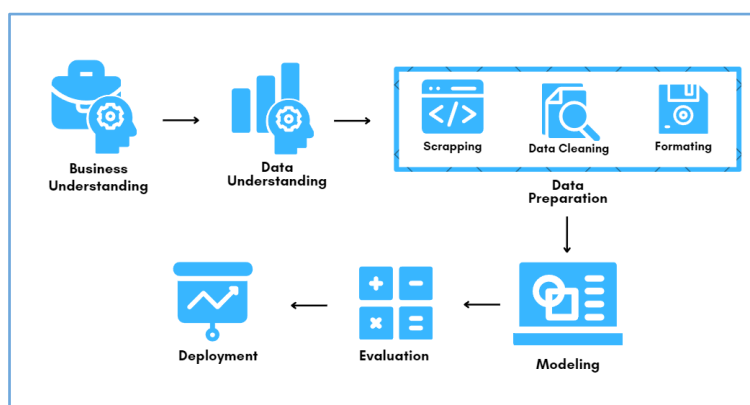 Business
Understanding
Data
Understanding
</>
Scrapping
Data Cleaning
Formating
Data
Preparation
Deployment
Evaluation
Modeling